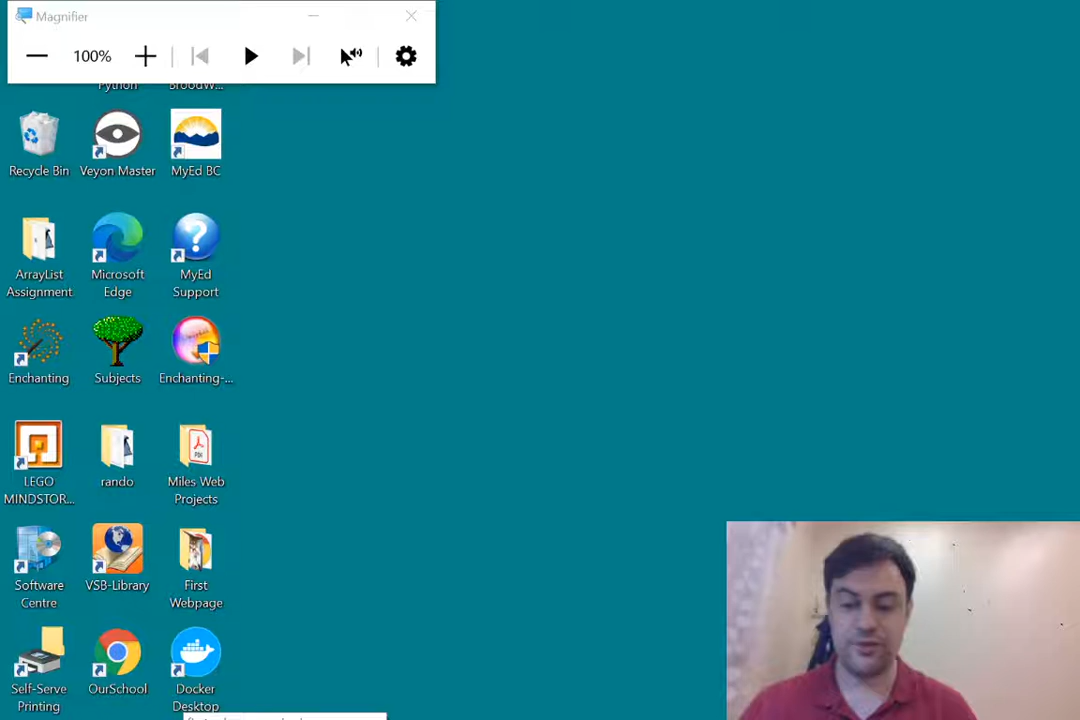 Magnifier
100%
Python
BroodW...
Recycle Bin
Veyon Master
MyEd BC
ArrayList
Assignment
Microsoft
Edge
MyEd
Support
Enchanting
Subjects
Enchanting-...
LEGO
MINDSTOR...
rando
Miles Web
Projects
Software
Centre
VSB-Library
First
Webpage
Self-Serve
Printing
OurSchool
Docker
Desktop